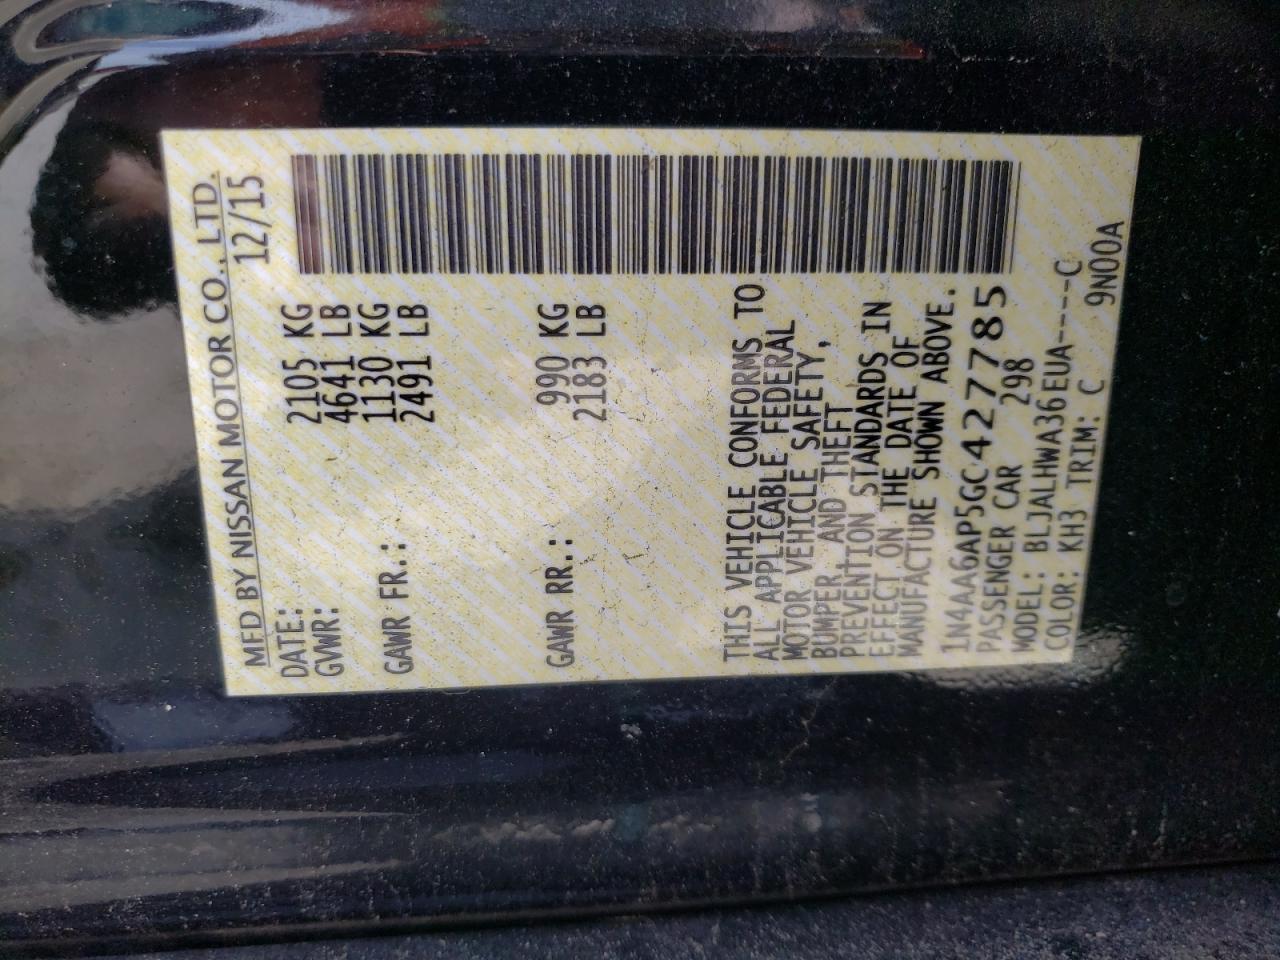 MFD BY NISSAN MOTOR CO., LTD.
DATE: 12/15
GVWR: 2105 KG
4641 LB
GAWR FR.: 1130 KG
2491 LB
GAWR RR.: 990 KG
2183 LB
THIS VEHICLE CONFORMS TO
ALL APPLICABLE FEDERAL
MOTOR VEHICLE SAFETY,
BUMPER AND THEFT
PREVENTION STANDARDS IN
EFFECT ON THE DATE OF
MANUFACTURE SHOWN ABOVE.
1N4AA6AP5GC427785
PASSENGER CAR 298
MODEL: BLJALHWA36EUA----C
COLOR: KH3 TRIM: C 9N00A